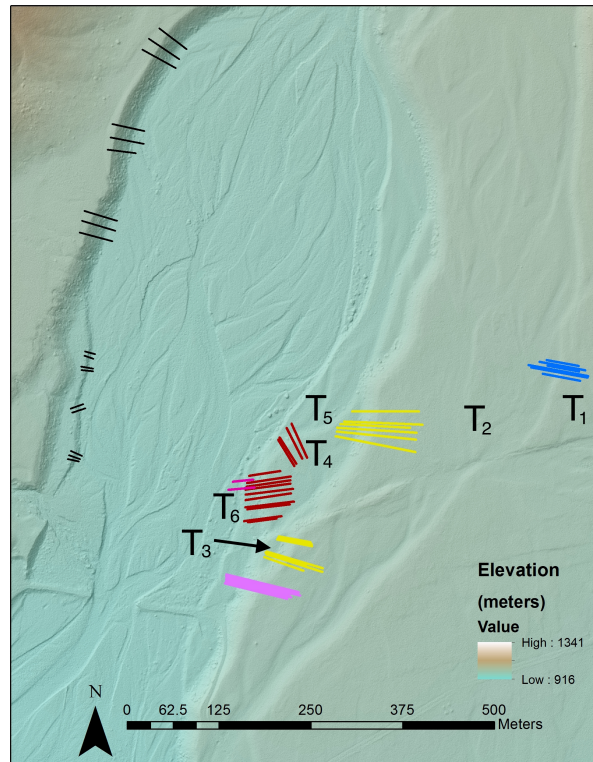 T5
T2
T1
T4
T6
T3
Elevation
(meters)
Value
High : 1341
Low : 916
N
0 62.5 125 250 375 500
Meters